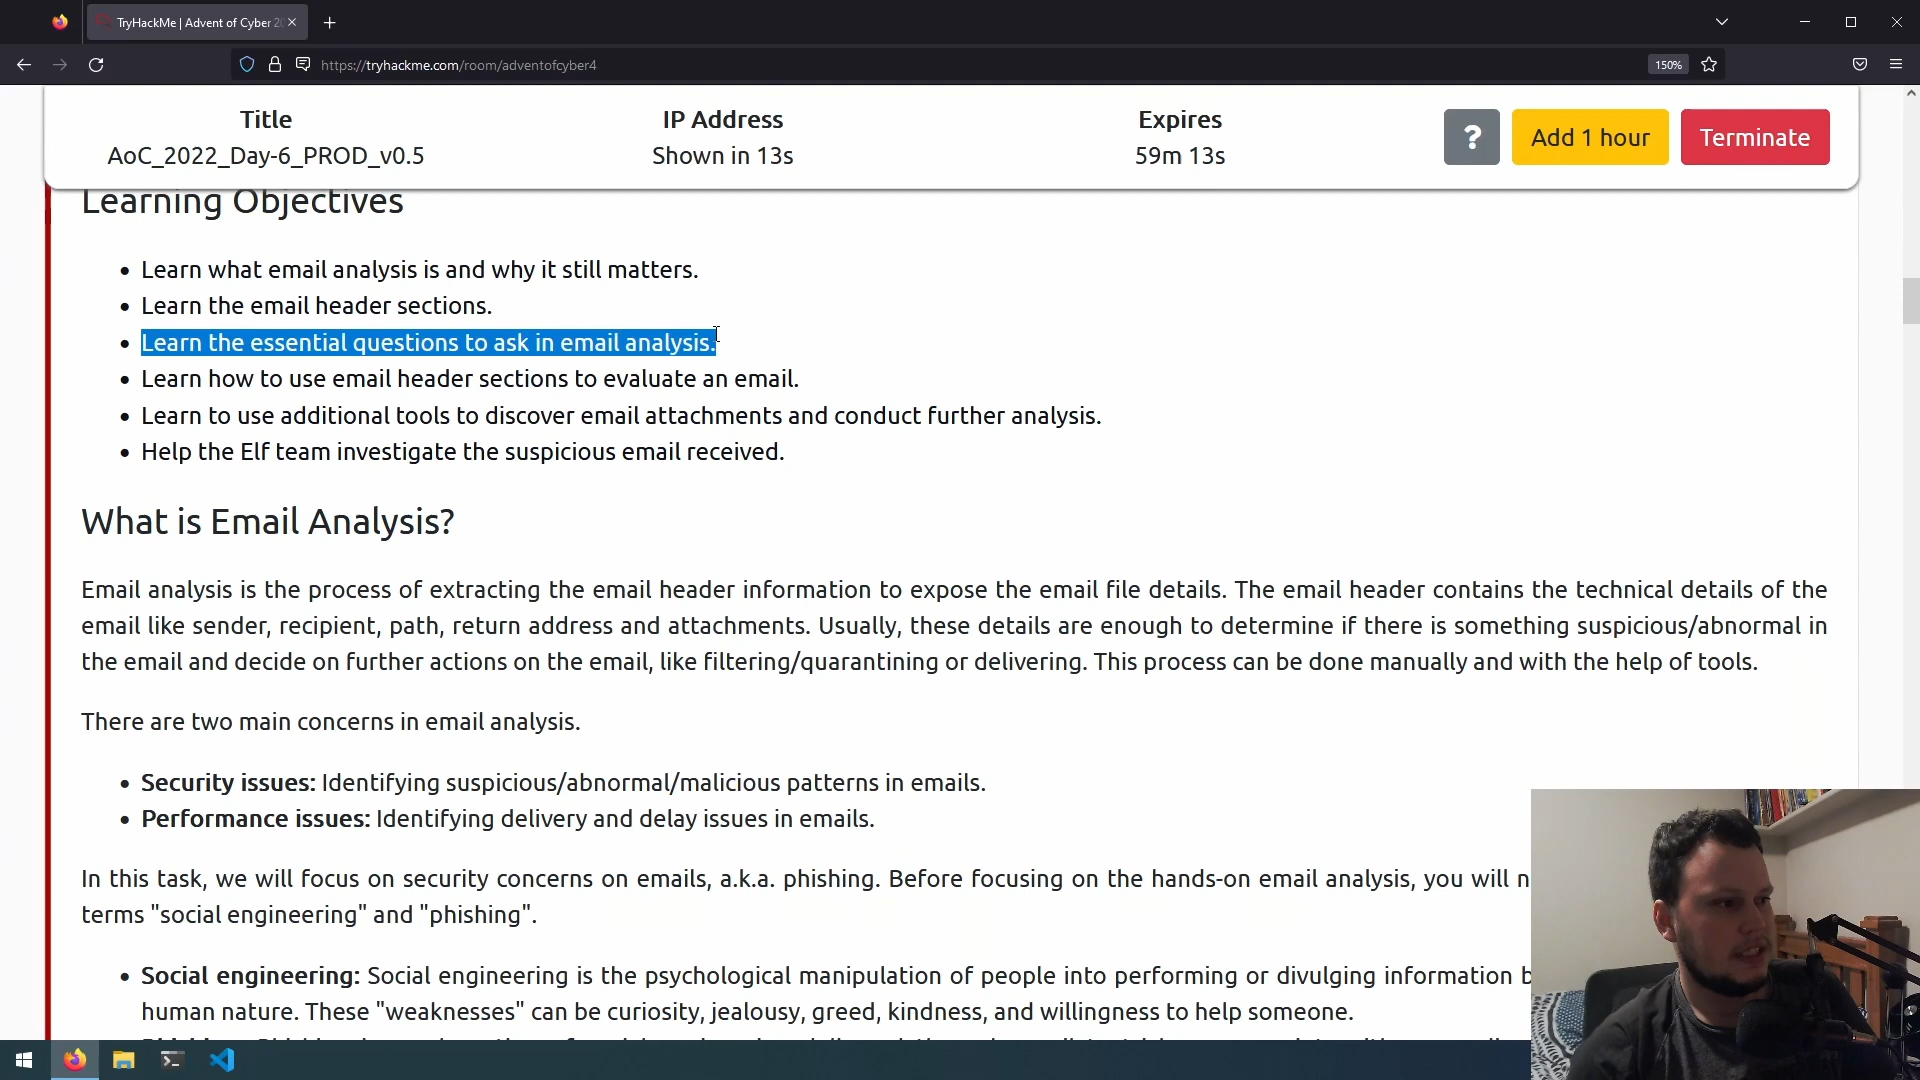 TryHackMe | Advent of Cyber 20
https://tryhackme.com/room/adventofcyber4
150%
Title
IP Address
Expires
AoC_2022_Day-6_PROD_v0.5
Shown in 13s
59m 13s
?
Add 1 hour
Terminate
Learning Objectives
Learn what email analysis is and why it still matters.
Learn the email header sections.
Learn the essential questions to ask in email analysis.
Learn how to use email header sections to evaluate an email.
Learn to use additional tools to discover email attachments and conduct further analysis.
Help the Elf team investigate the suspicious email received.
What is Email Analysis?
Email analysis is the process of extracting the email header information to expose the email file details. The email header contains the technical details of the
email like sender, recipient, path, return address and attachments. Usually, these details are enough to determine if there is something suspicious/abnormal in
the email and decide on further actions on the email, like filtering/quarantining or delivering. This process can be done manually and with the help of tools.
There are two main concerns in email analysis.
Security issues: Identifying suspicious/abnormal/malicious patterns in emails.
Performance issues: Identifying delivery and delay issues in emails.
In this task, we will focus on security concerns on emails, a.k.a. phishing. Before focusing on the hands-on email analysis, you will n
terms "social engineering" and "phishing".
Social engineering: Social engineering is the psychological manipulation of people into performing or divulging information b
human nature. These "weaknesses" can be curiosity, jealousy, greed, kindness, and willingness to help someone.